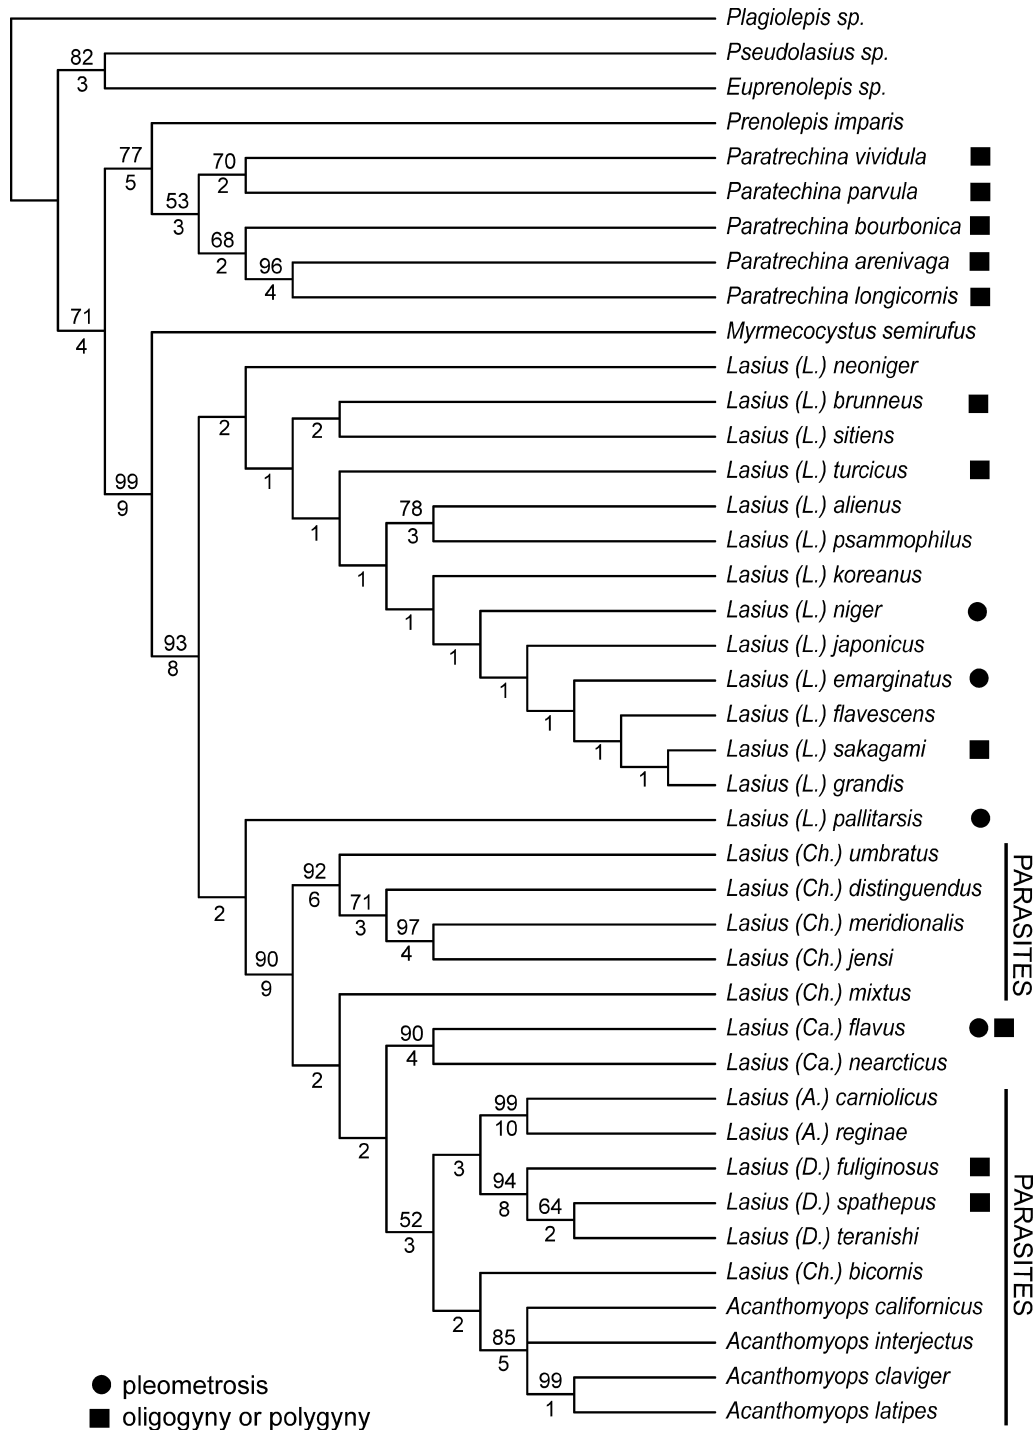 Plagiolepis sp.
82
Pseudolasius sp.
3
Euprenolepis sp.
Prenolepis imparis
77
5
70
Paratrechina vividula
2
Paratechina parvula
53
3
68
Paratrechina bourbonica
2
96
Paratrechina arenivaga
4
Paratrechina longicornis
71
4
Myrmecocystus semirufus
Lasius (L.) neoniger
2
Lasius (L.) brunneus
2
Lasius (L.) sitiens
1
Lasius (L.) turcicus
99
9
1
78
Lasius (L.) alienus
3
Lasius (L.) psammophilus
1
Lasius (L.) koreanus
1
Lasius (L.) niger
93
8
1
Lasius (L.) japonicus
1
Lasius (L.) emarginatus
1
Lasius (L.) flavescens
1
Lasius (L.) sakagami
1
Lasius (L.) grandis
Lasius (L.) pallitarsis
2
Lasius (Ch.) umbratus
92
6
71
Lasius (Ch.) distinguendus
3
97
Lasius (Ch.) meridionalis
4
Lasius (Ch.) jensi
PARASITES
90
9
Lasius (Ch.) mixtus
2
90
Lasius (Ca.) flavus
4
Lasius (Ca.) nearcticus
2
99
Lasius (A.) carniolicus
10
Lasius (A.) reginae
3
94
Lasius (D.) fuliginosus
8
64
Lasius (D.) spathepus
2
Lasius (D.) teranishi
52
3
Lasius (Ch.) bicornis
2
85
Acanthomyops californicus
5
Acanthomyops interjectus
99
Acanthomyops claviger
1
Acanthomyops latipes
PARASITES
pleometrosis
oligogyny or polygyny